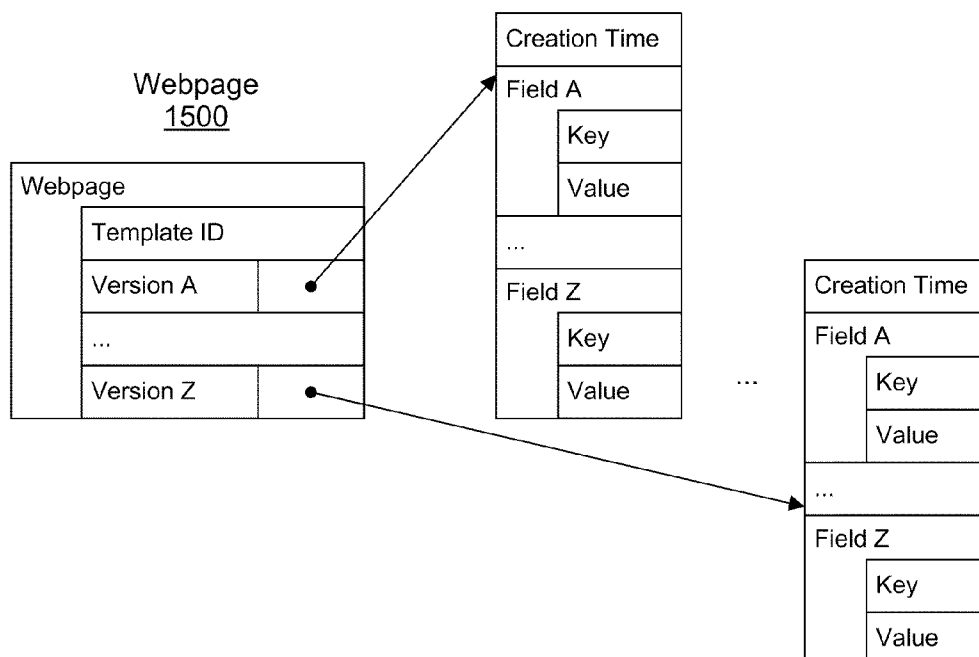 Webpage
1500
Webpage
Template ID
Version A
...
Version Z
Creation Time
Field A
Key
Value
...
Field Z
Key
Value
...
Creation Time
Field A
Key
Value
...
Field Z
Key
Value